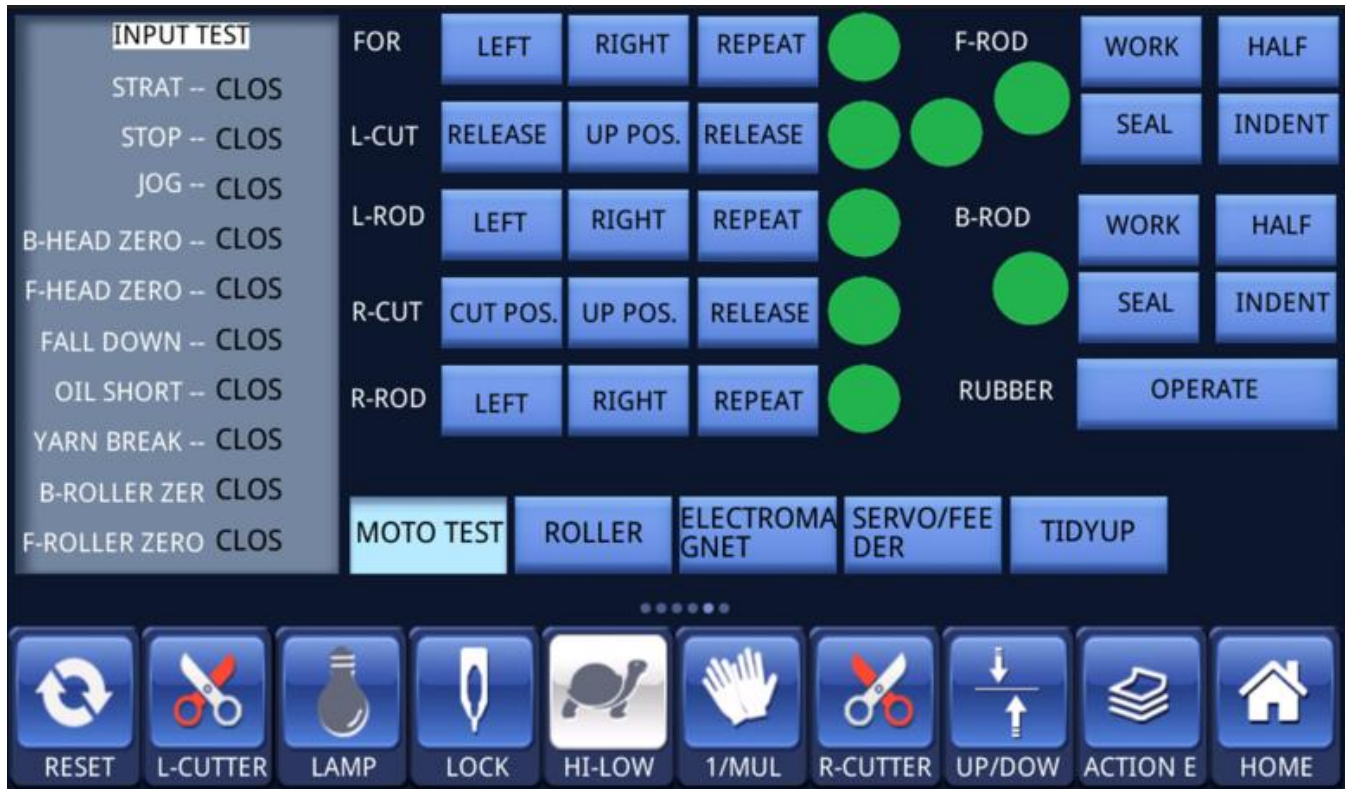 INPUT TEST
STRAT -- CLOS
STOP -- CLOS
JOG -- CLOS
B-HEAD ZERO -- CLOS
F-HEAD ZERO -- CLOS
FALL DOWN -- CLOS
OIL SHORT -- CLOS
YARN BREAK -- CLOS
B-ROLLER ZER CLOS
F-ROLLER ZERO CLOS
FOR LEFT RIGHT REPEAT
L-CUT RELEASE UP POS. RELEASE
L-ROD LEFT RIGHT REPEAT
R-CUT CUT POS. UP POS. RELEASE
R-ROD LEFT RIGHT REPEAT
F-ROD WORK HALF
SEAL INDENT
B-ROD WORK HALF
SEAL INDENT
RUBBER OPERATE
MOTO TEST
ROLLER
ELECTROMA
GNET
SERVO/FEE
DER
TIDYUP
RESET L-CUTTER LAMP LOCK HI-LOW 1/MUL R-CUTTER UP/DOW ACTION E HOME